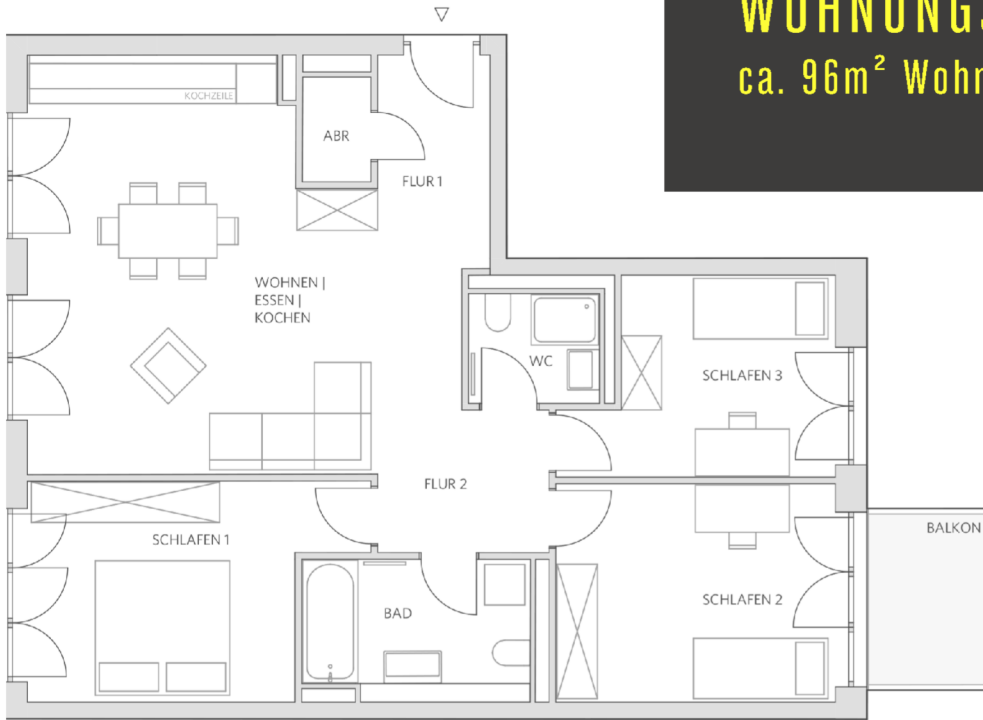 WOHNUNGS
ca. 96m² Wohn
KOCHZEILE
ABR
FLUR 1
WOHNEN |
ESSEN |
KOCHEN
WC
SCHLAFEN 3
FLUR 2
SCHLAFEN 1
BALKON
BAD
SCHLAFEN 2